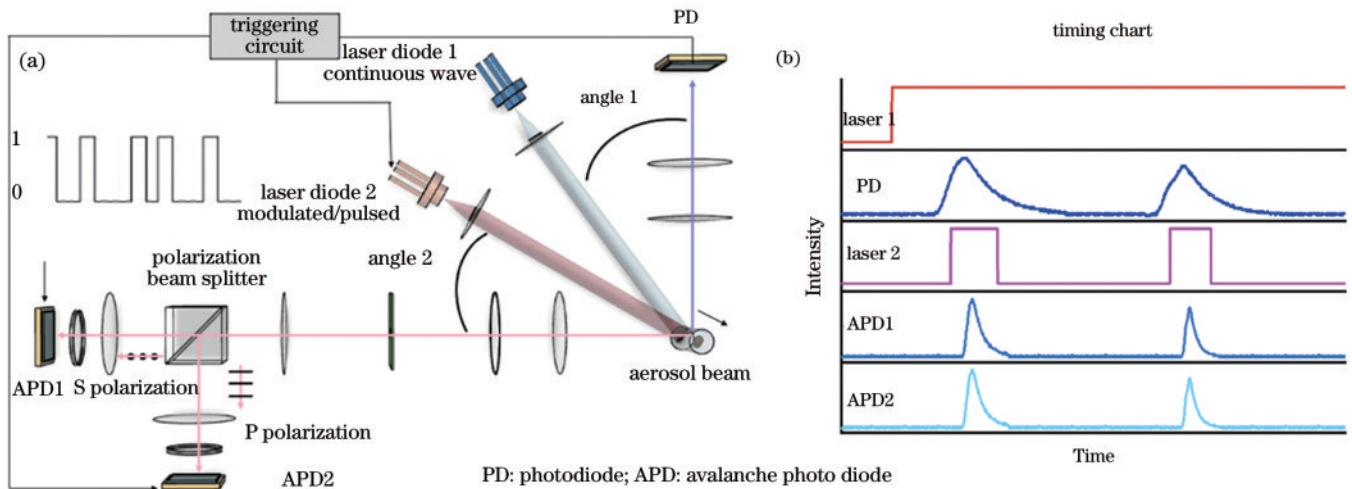 (a)
triggering
circuit
PD
laser diode 1
continuous wave
angle 1
1
0
laser diode 2
modulated/pulsed
angle 2
polarization
beam splitter
APD1
S polarization
aerosol beam
P polarization
APD2
PD: photodiode; APD: avalanche photo diode
(b)
timing chart
Intensity
laser 1
PD
laser 2
APD1
APD2
Time